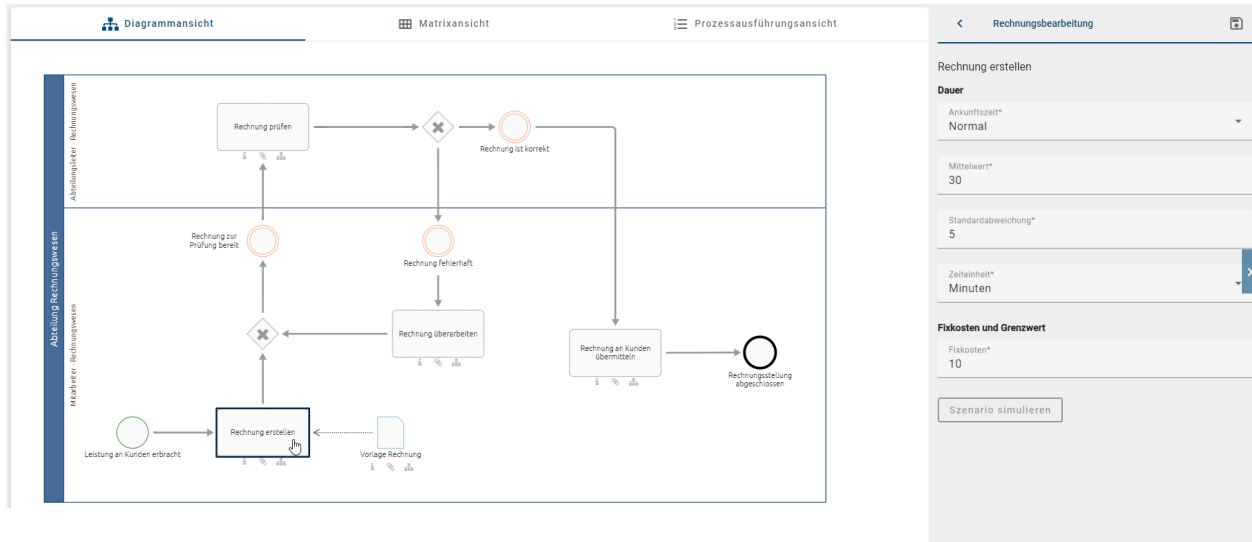 Diagrammansicht
Matrixansicht
Prozessausführungsansicht
Abteilung Rechnungswesen
Abteilungsleiter - Rechnungswesen
Rechnung prüfen
Rechnung ist korrekt
Mitarbeiter - Rechnungswesen
Rechnung zur
Prüfung bereit
Rechnung fehlerhaft
Rechnung überarbeiten
Rechnung an Kunden
übermitteln
Rechnungsstellung
abgeschlossen
Leistung an Kunden erbracht
Rechnung erstellen
Vorlage Rechnung
Rechnungsbearbeitung
Rechnung erstellen
Dauer
Ankunftszeit*
Normal
Mittelwert*
30
Standardabweichung*
5
Zeiteinheit*
Minuten
Fixkosten und Grenzwert
Fixkosten*
10
Szenario simulieren